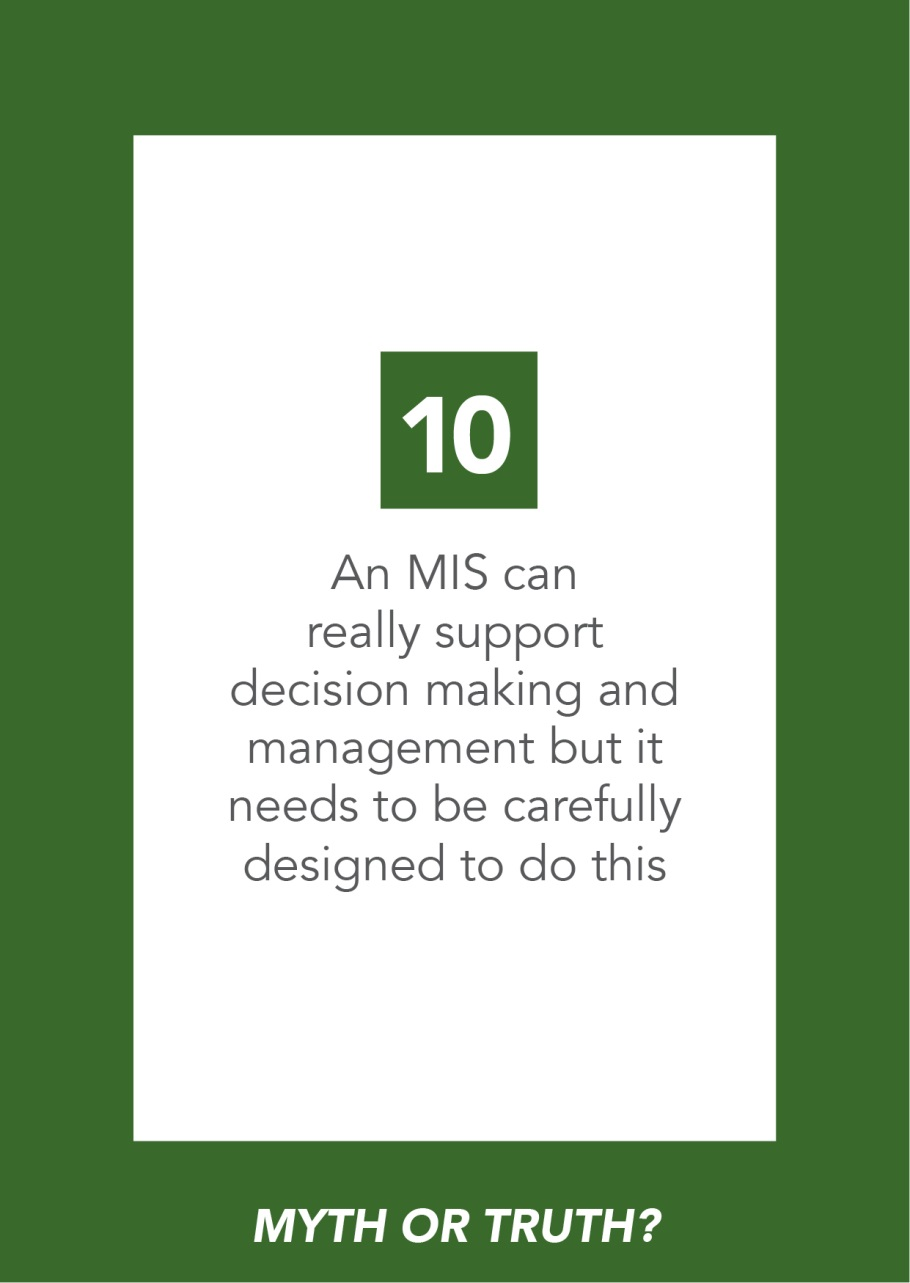 10
An MIS can
really support
decision making and
management but it
needs to be carefully
designed to do this
MYTH OR TRUTH?